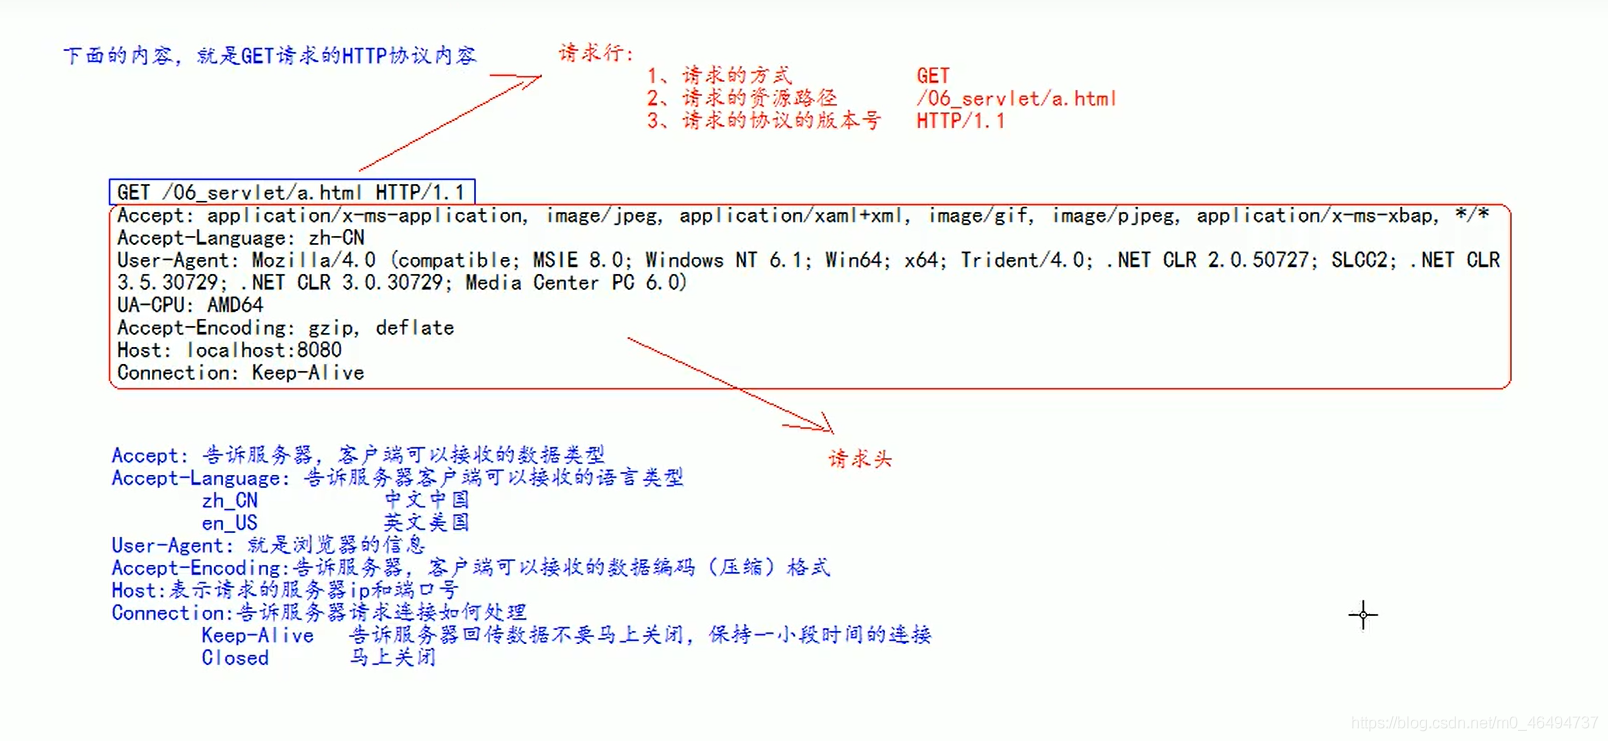 下面的内容，就是GET请求的HTTP协议内容
请求行：
1、请求的方式 GET
2、请求的资源路径 /06_servlet/a.html
3、请求的协议的版本号 HTTP/1.1
GET /06_servlet/a.html HTTP/1.1
Accept: application/x-ms-application, image/jpeg, application/xaml+xml, image/gif, image/pjpeg, application/x-ms-xbap, */*
Accept-Language: zh-CN
User-Agent: Mozilla/4.0 (compatible; MSIE 8.0; Windows NT 6.1; Win64; x64; Trident/4.0; .NET CLR 2.0.50727; SLCC2; .NET CLR
3.5.30729; .NET CLR 3.0.30729; Media Center PC 6.0)
UA-CPU: AMD64
Accept-Encoding: gzip, deflate
Host: localhost:8080
Connection: Keep-Alive
请求头
Accept: 告诉服务器，客户端可以接收的数据类型
Accept-Language: 告诉服务器客户端可以接收的语言类型
zh_CN 中文中国
en_US 英文美国
User-Agent: 就是浏览器的信息
Accept-Encoding:告诉服务器，客户端可以接收的数据编码（压缩）格式
Host:表示请求的服务器ip和端口号
Connection:告诉服务器请求连接如何处理
Keep-Alive 告诉服务器回传数据不要马上关闭，保持一小段时间的连接
Closed 马上关闭
https://blog.csdn.net/m0_46494737